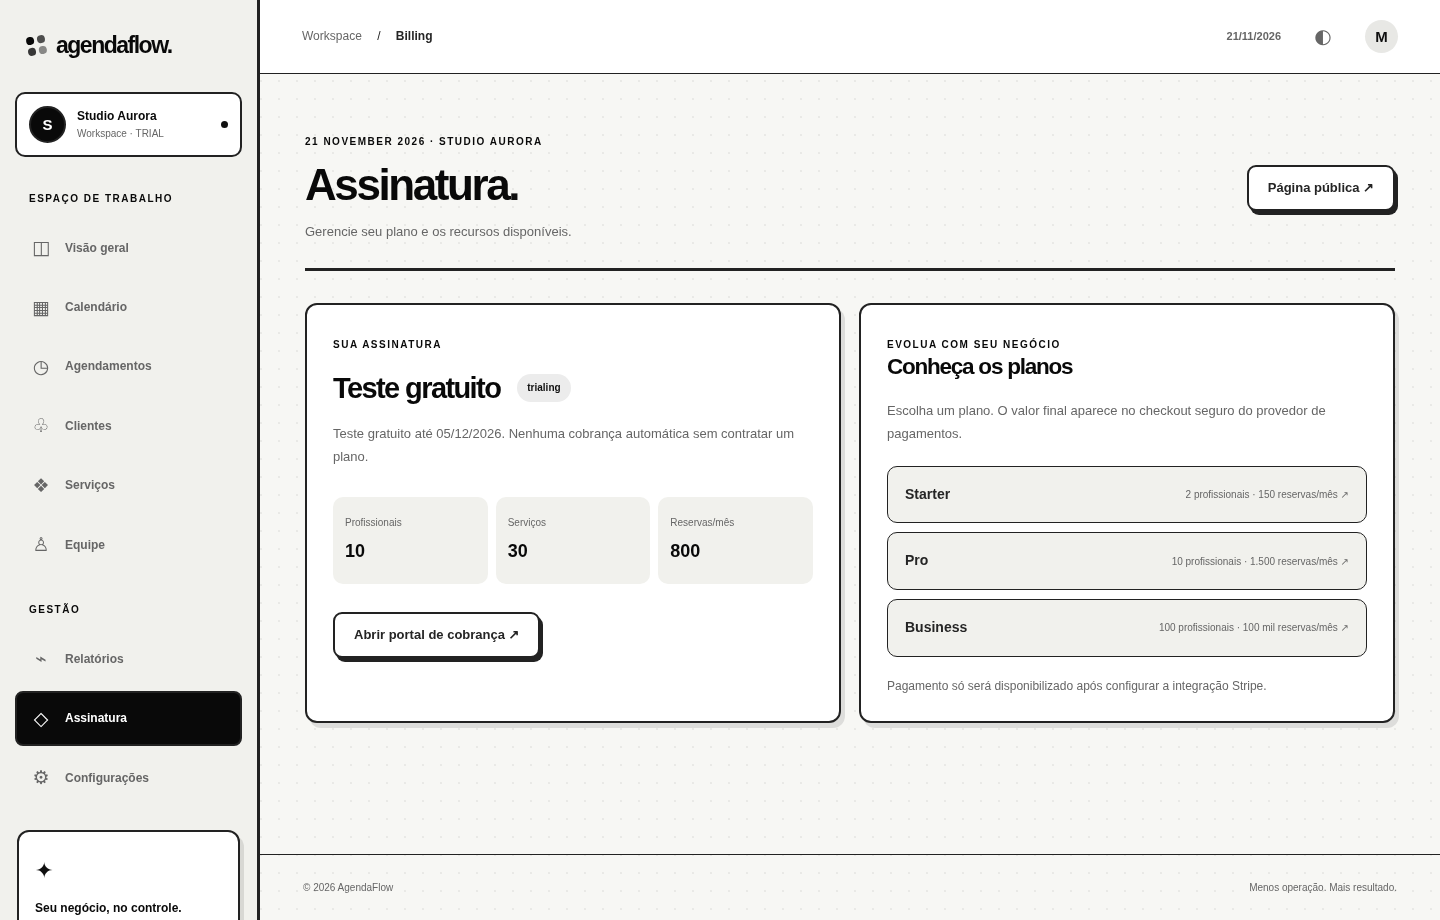 agendaflow.
S
Studio Aurora
Workspace · TRIAL
ESPAÇO DE TRABALHO
Visão geral
Calendário
Agendamentos
Clientes
Serviços
Equipe
GESTÃO
Relatórios
Assinatura
Configurações
Seu negócio, no controle.
Workspace / Billing
21/11/2026
M
21 NOVEMBER 2026 · STUDIO AURORA
Assinatura.
Gerencie seu plano e os recursos disponíveis.
Página pública ↗
SUA ASSINATURA
Teste gratuito trialing
Teste gratuito até 05/12/2026. Nenhuma cobrança automática sem contratar um
plano.
Profissionais
10
Serviços
30
Reservas/mês
800
Abrir portal de cobrança ↗
EVOLUA COM SEU NEGÓCIO
Conheça os planos
Escolha um plano. O valor final aparece no checkout seguro do provedor de
pagamentos.
Starter 2 profissionais · 150 reservas/mês ↗
Pro 10 profissionais · 1.500 reservas/mês ↗
Business 100 profissionais · 100 mil reservas/mês ↗
Pagamento só será disponibilizado após configurar a integração Stripe.
© 2026 AgendaFlow
Menos operação. Mais resultado.